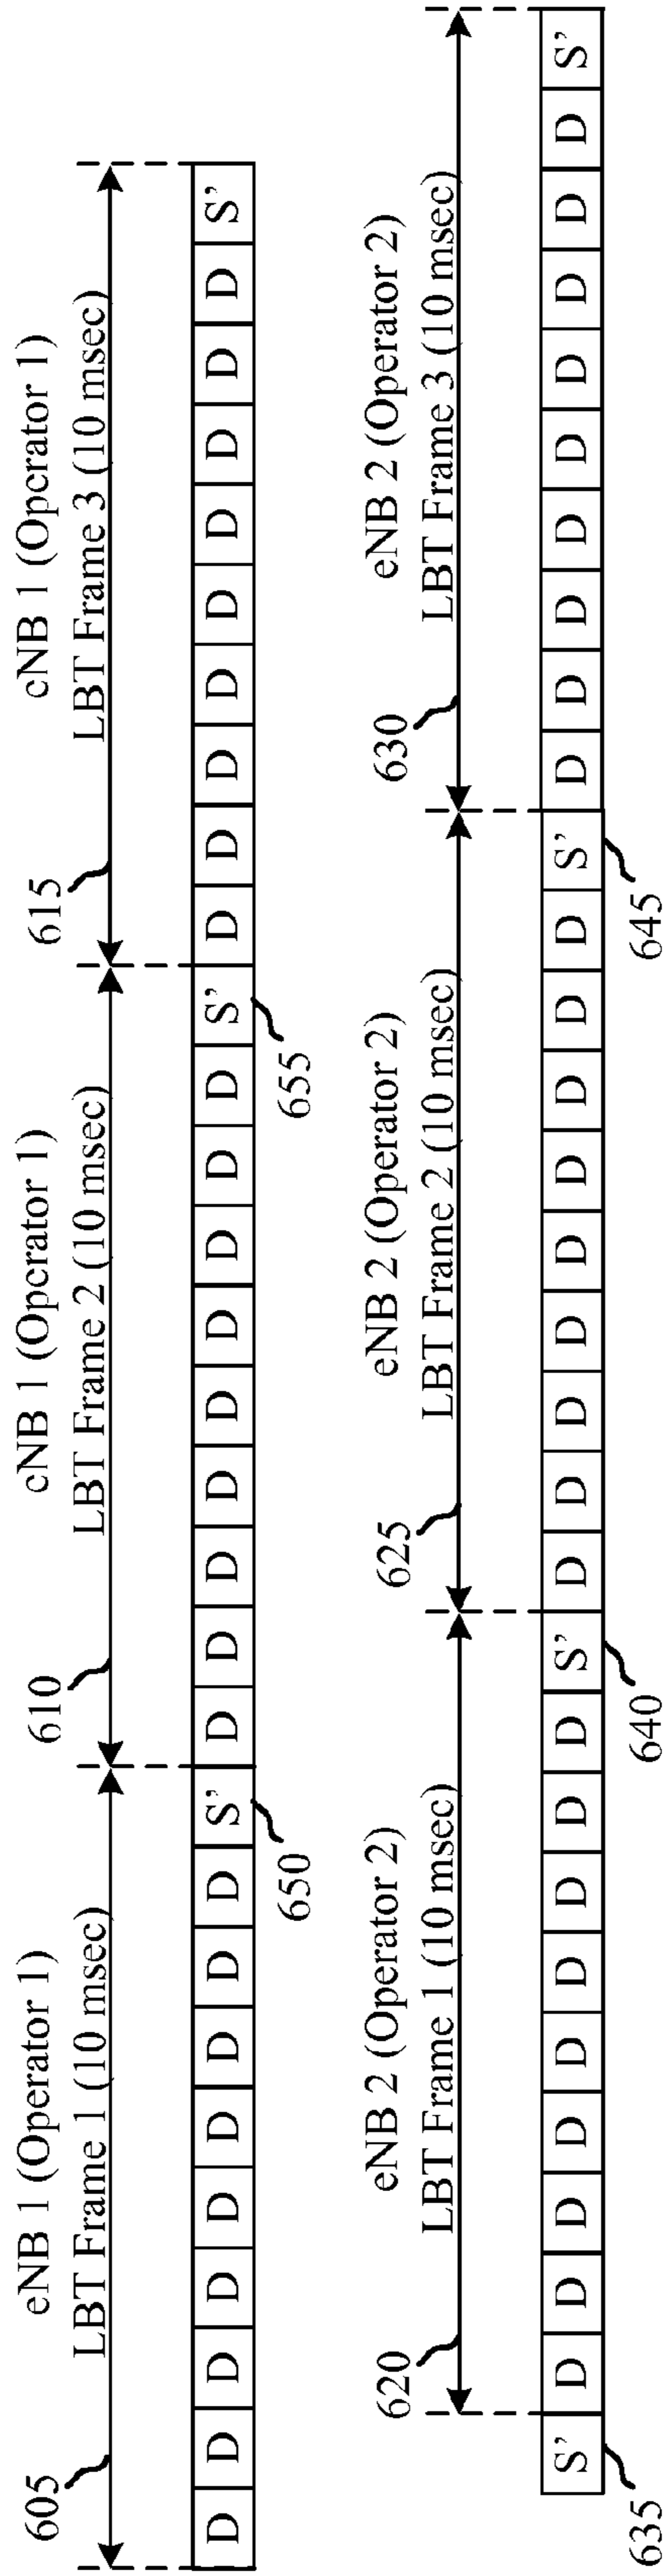 eNB 1 (Operator 1)
LBT Frame 1 (10 msec)
605
cNB 1 (Opcrator 1)
LBT Frame 2 (10 msec)
610
cNB 1 (Opcrator 1)
LBT Frame 3 (10 msec)
615
D D D D D D D D D S' D D D D D D D D D S' D D D D D D D D D S'
650 655
eNB 2 (Operator 2)
LBT Frame 1 (10 msec)
620
eNB 2 (Operator 2)
LBT Frame 2 (10 msec)
625
eNB 2 (Operator 2)
LBT Frame 3 (10 msec)
630
S' D D D D D D D D D S' D D D D D D D D D S' D D D D D D D D D S'
635 640 645